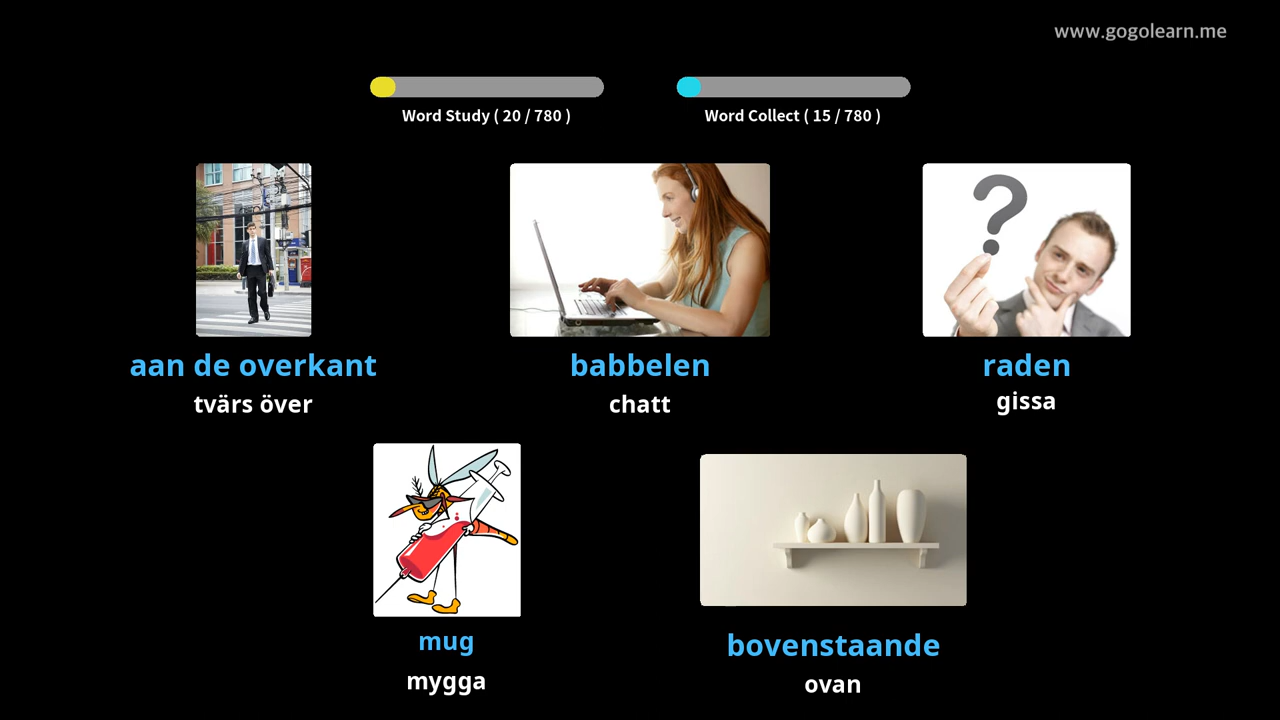 www.gogolearn.me
Word Study ( 20 / 780 )
Word Collect ( 15 / 780 )
aan de overkant
tvärs över
babbelen
chatt
raden
gissa
mug
mygga
bovenstaande
ovan